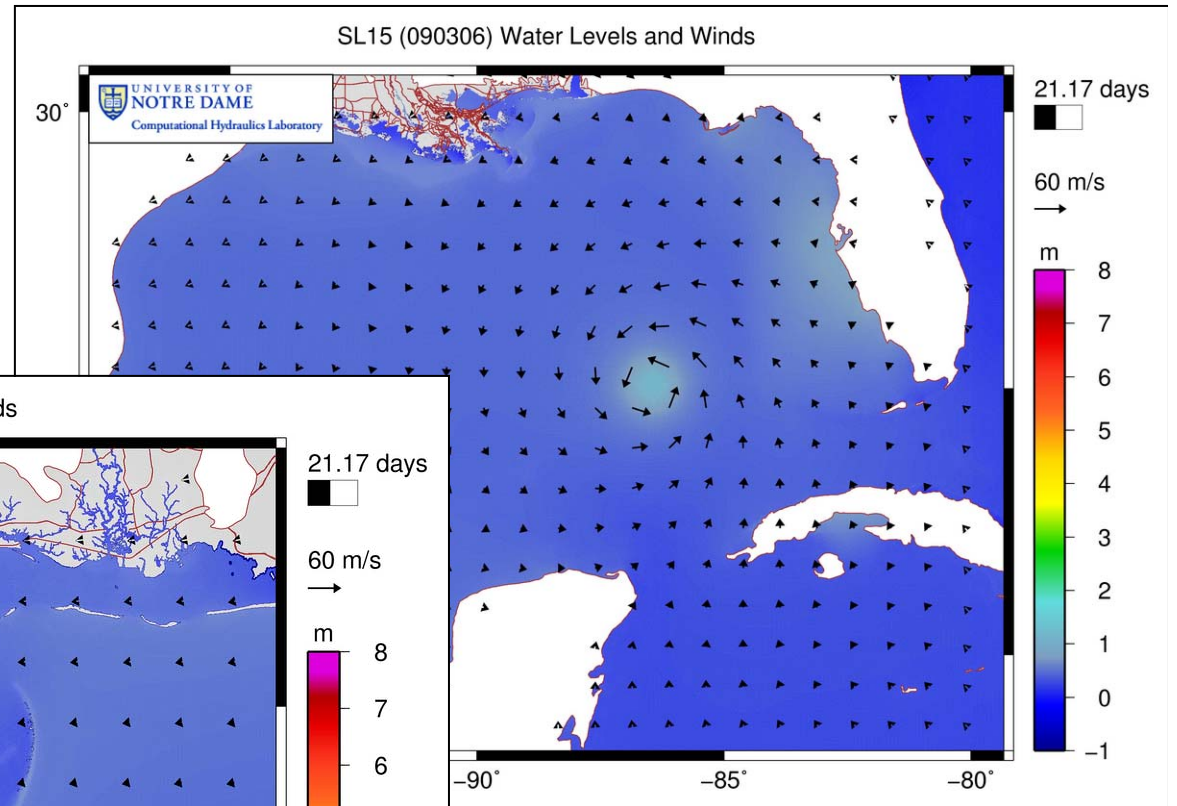 SL15 (090306) Water Levels and Winds
UNIVERSITY OF
NOTRE DAME
Computational Hydraulics Laboratory
30°
21.17 days
60 m/s
m
8
7
6
5
4
3
2
1
0
−1
−90°
−85°
−80°
ds
21.17 days
60 m/s
m
8
7
6